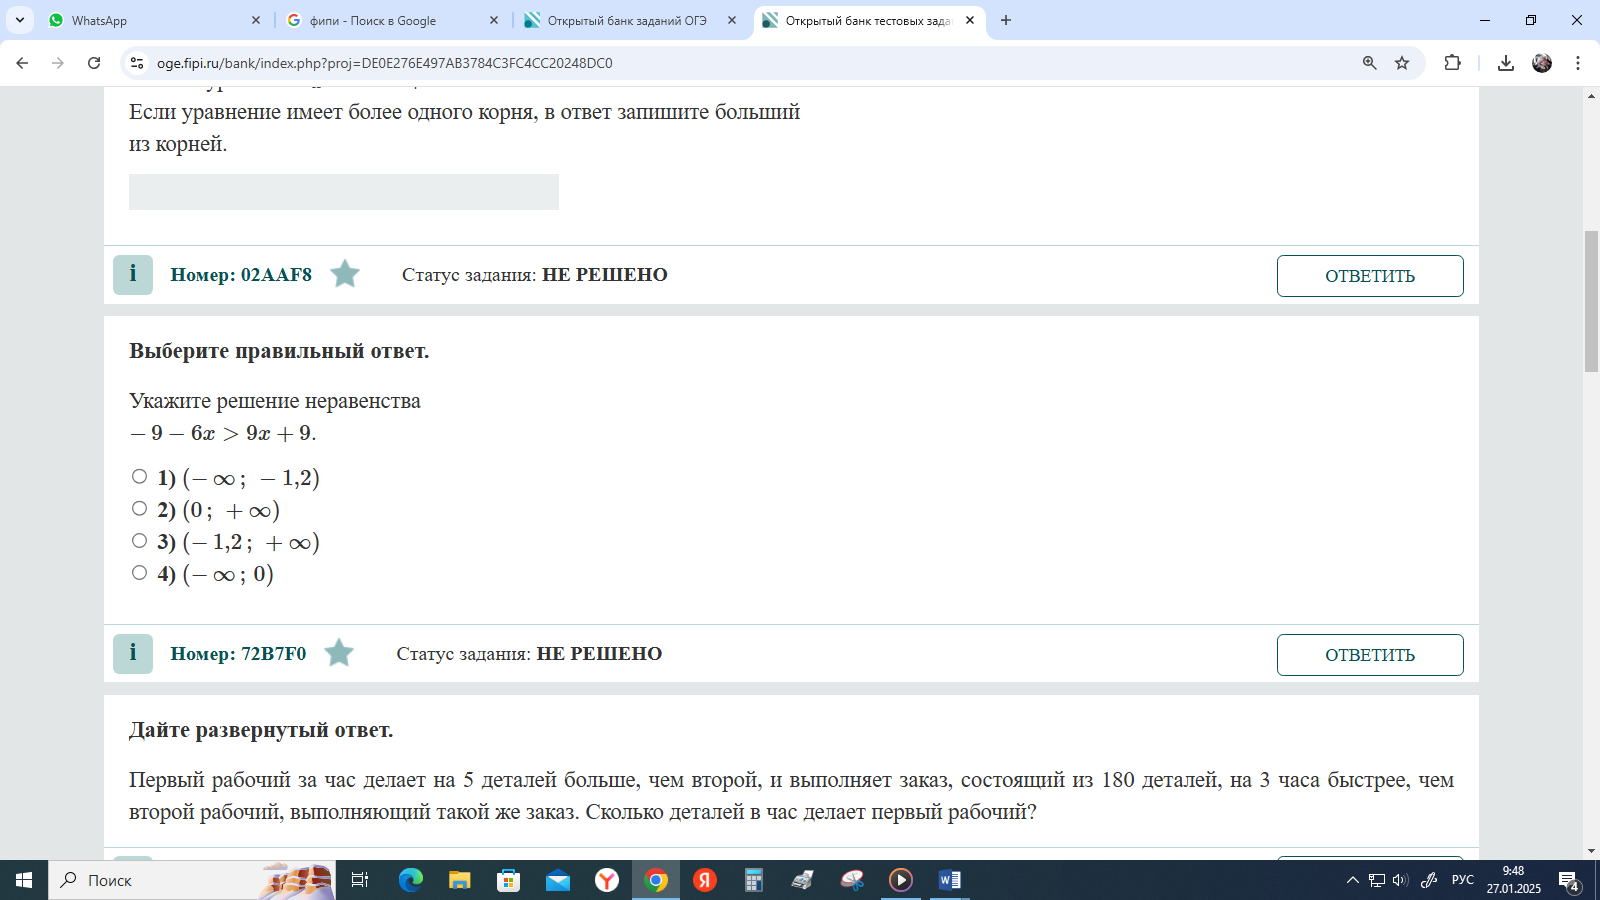 WhatsApp
фипи - Поиск в Google
Открытый банк заданий ОГЭ
Открытый банк тестовых зада
oge.fipi.ru/bank/index.php?proj=DE0E276E497AB3784C3FC4CC20248DC0
Если уравнение имеет более одного корня, в ответ запишите больший
из корней.
i Номер: 02AAF8 Статус задания: НЕ РЕШЕНО ОТВЕТИТЬ
Выберите правильный ответ.
Укажите решение неравенства
− 9 − 6x > 9x + 9.
1) (− ∞ ; − 1,2)
2) (0 ; + ∞)
3) (− 1,2 ; + ∞)
4) (− ∞ ; 0)
i Номер: 72B7F0 Статус задания: НЕ РЕШЕНО ОТВЕТИТЬ
Дайте развернутый ответ.
Первый рабочий за час делает на 5 деталей больше, чем второй, и выполняет заказ, состоящий из 180 деталей, на 3 часа быстрее, чем
второй рабочий, выполняющий такой же заказ. Сколько деталей в час делает первый рабочий?
Поиск
РУС
9:48
27.01.2025
4